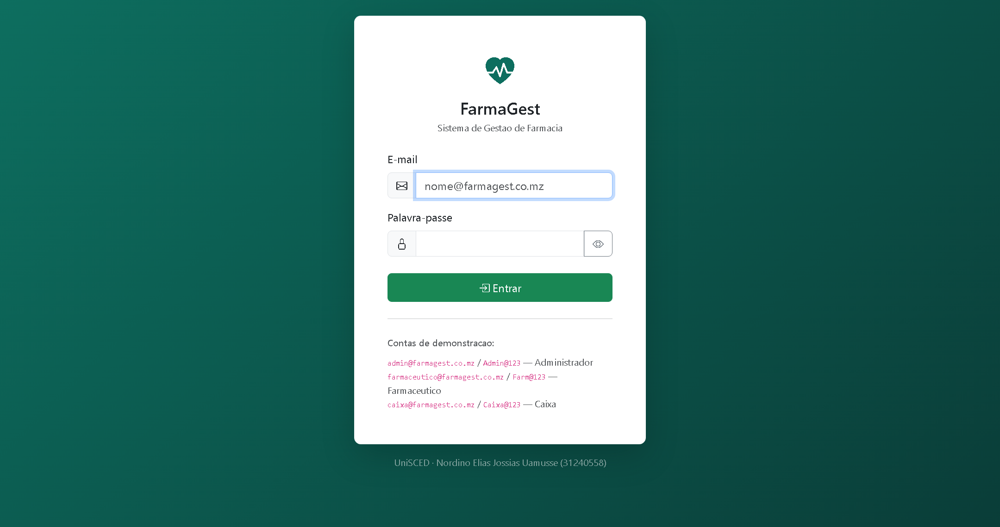 FarmaGest
Sistema de Gestao de Farmacia
E-mail
nome@farmagest.co.mz
Palavra-passe
Entrar
Contas de demonstracao:
admin@farmagest.co.mz / Admin@123 — Administrador
farmaceutico@farmagest.co.mz / Farm@123 —
Farmaceutico
caixa@farmagest.co.mz / Caixa@123 — Caixa
UniSCED · Nordino Elias Jossias Uamusse (31240558)